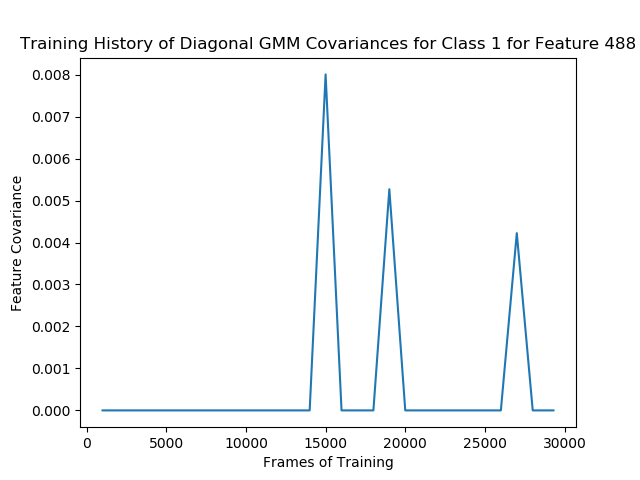 Training History of Diagonal GMM Covariances for Class 1 for Feature 488
0.008
0.007
0.006
0.005
0.004
0.003
0.002
0.001
0.000
Feature Covariance
0 5000 10000 15000 20000 25000 30000
Frames of Training